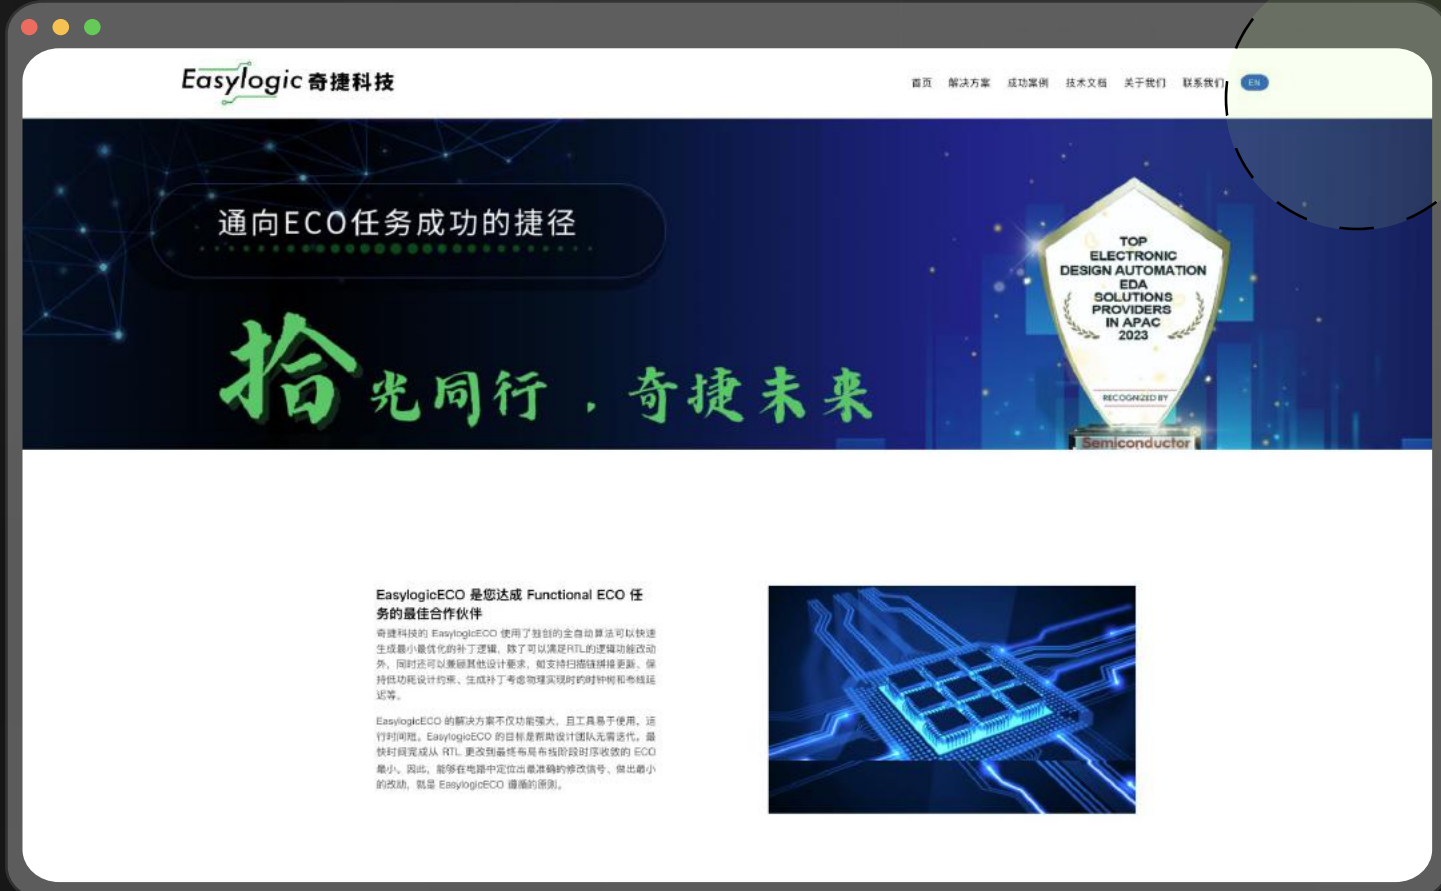 Easylogic 奇捷科技
首页 解决方案 成功案例 技术文档 关于我们 联系我们 EN
通向ECO任务成功的捷径
拾光同行，奇捷未来
TOP
ELECTRONIC
DESIGN AUTOMATION
EDA
SOLUTIONS
PROVIDERS
IN APAC
2023
RECOGNIZED BY
Semiconductor
EasylogicECO 是您达成 Functional ECO 任
务的最佳合作伙伴
奇捷科技的 EasylogicECO 使用了独创的全自动算法可以快速
生成最小最优化的补丁逻辑，除了可以满足RTL的逻辑功能改动
外，同时还可以兼顾其他设计要求，如支持扫描链拼接更新、保
持低功耗设计约束、生成补丁考虑物理实现时的时钟树和布线延
迟等。
EasylogicECO 的解决方案不仅功能强大，且工具易于使用，运
行时间短。EasylogicECO 的目标是帮助设计团队无需迭代，最
快时间完成从 RTL 更改到最终布局布线阶段时序收敛的 ECO
最小。因此，能够在电路中定位出最准确的修改信号、做出最小
的改动，就是 EasylogicECO 遵循的原则。